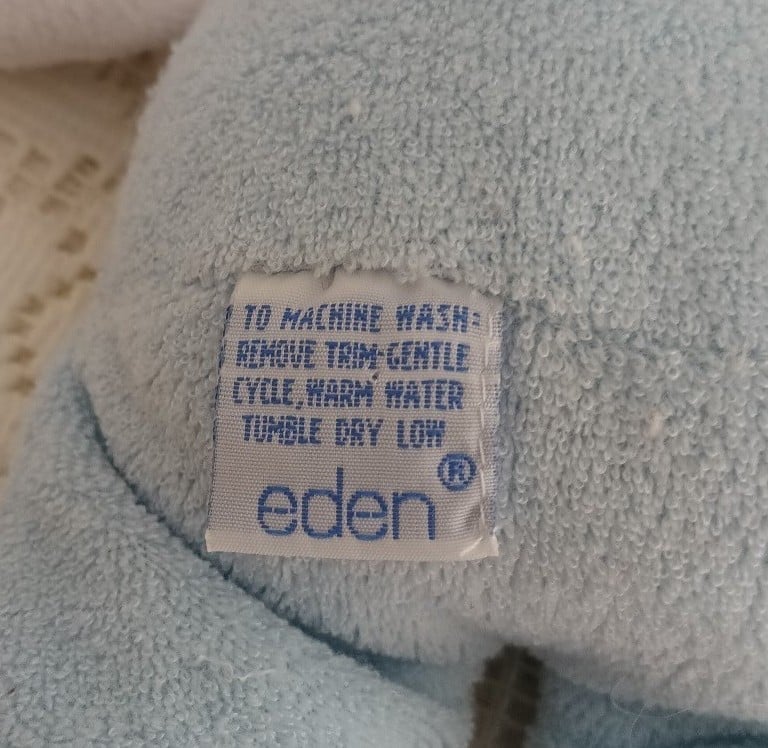 TO MACHINE WASH-
REMOVE TRIM-GENTLE
CYCLE, WARM WATER
TUMBLE DRY LOW
eden®